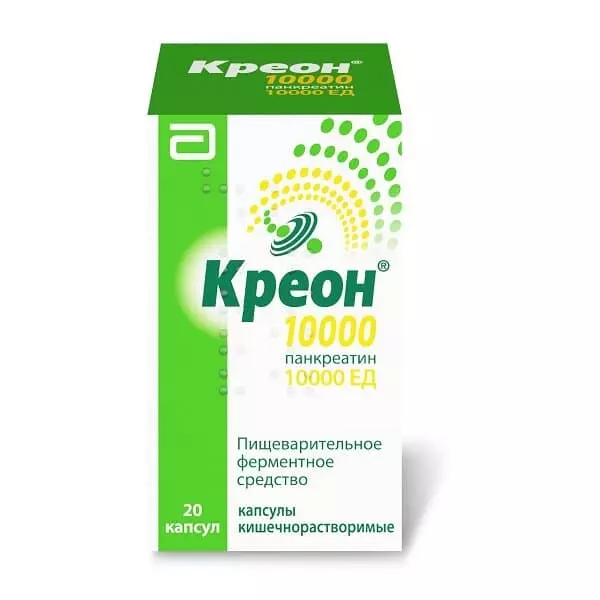 Креон®
10000
панкреатин
10000 ЕД
Креон®
10000
панкреатин
10000 ЕД
Пищеварительное
ферментное
средство
20
капсул
капсулы
кишечнорастворимые